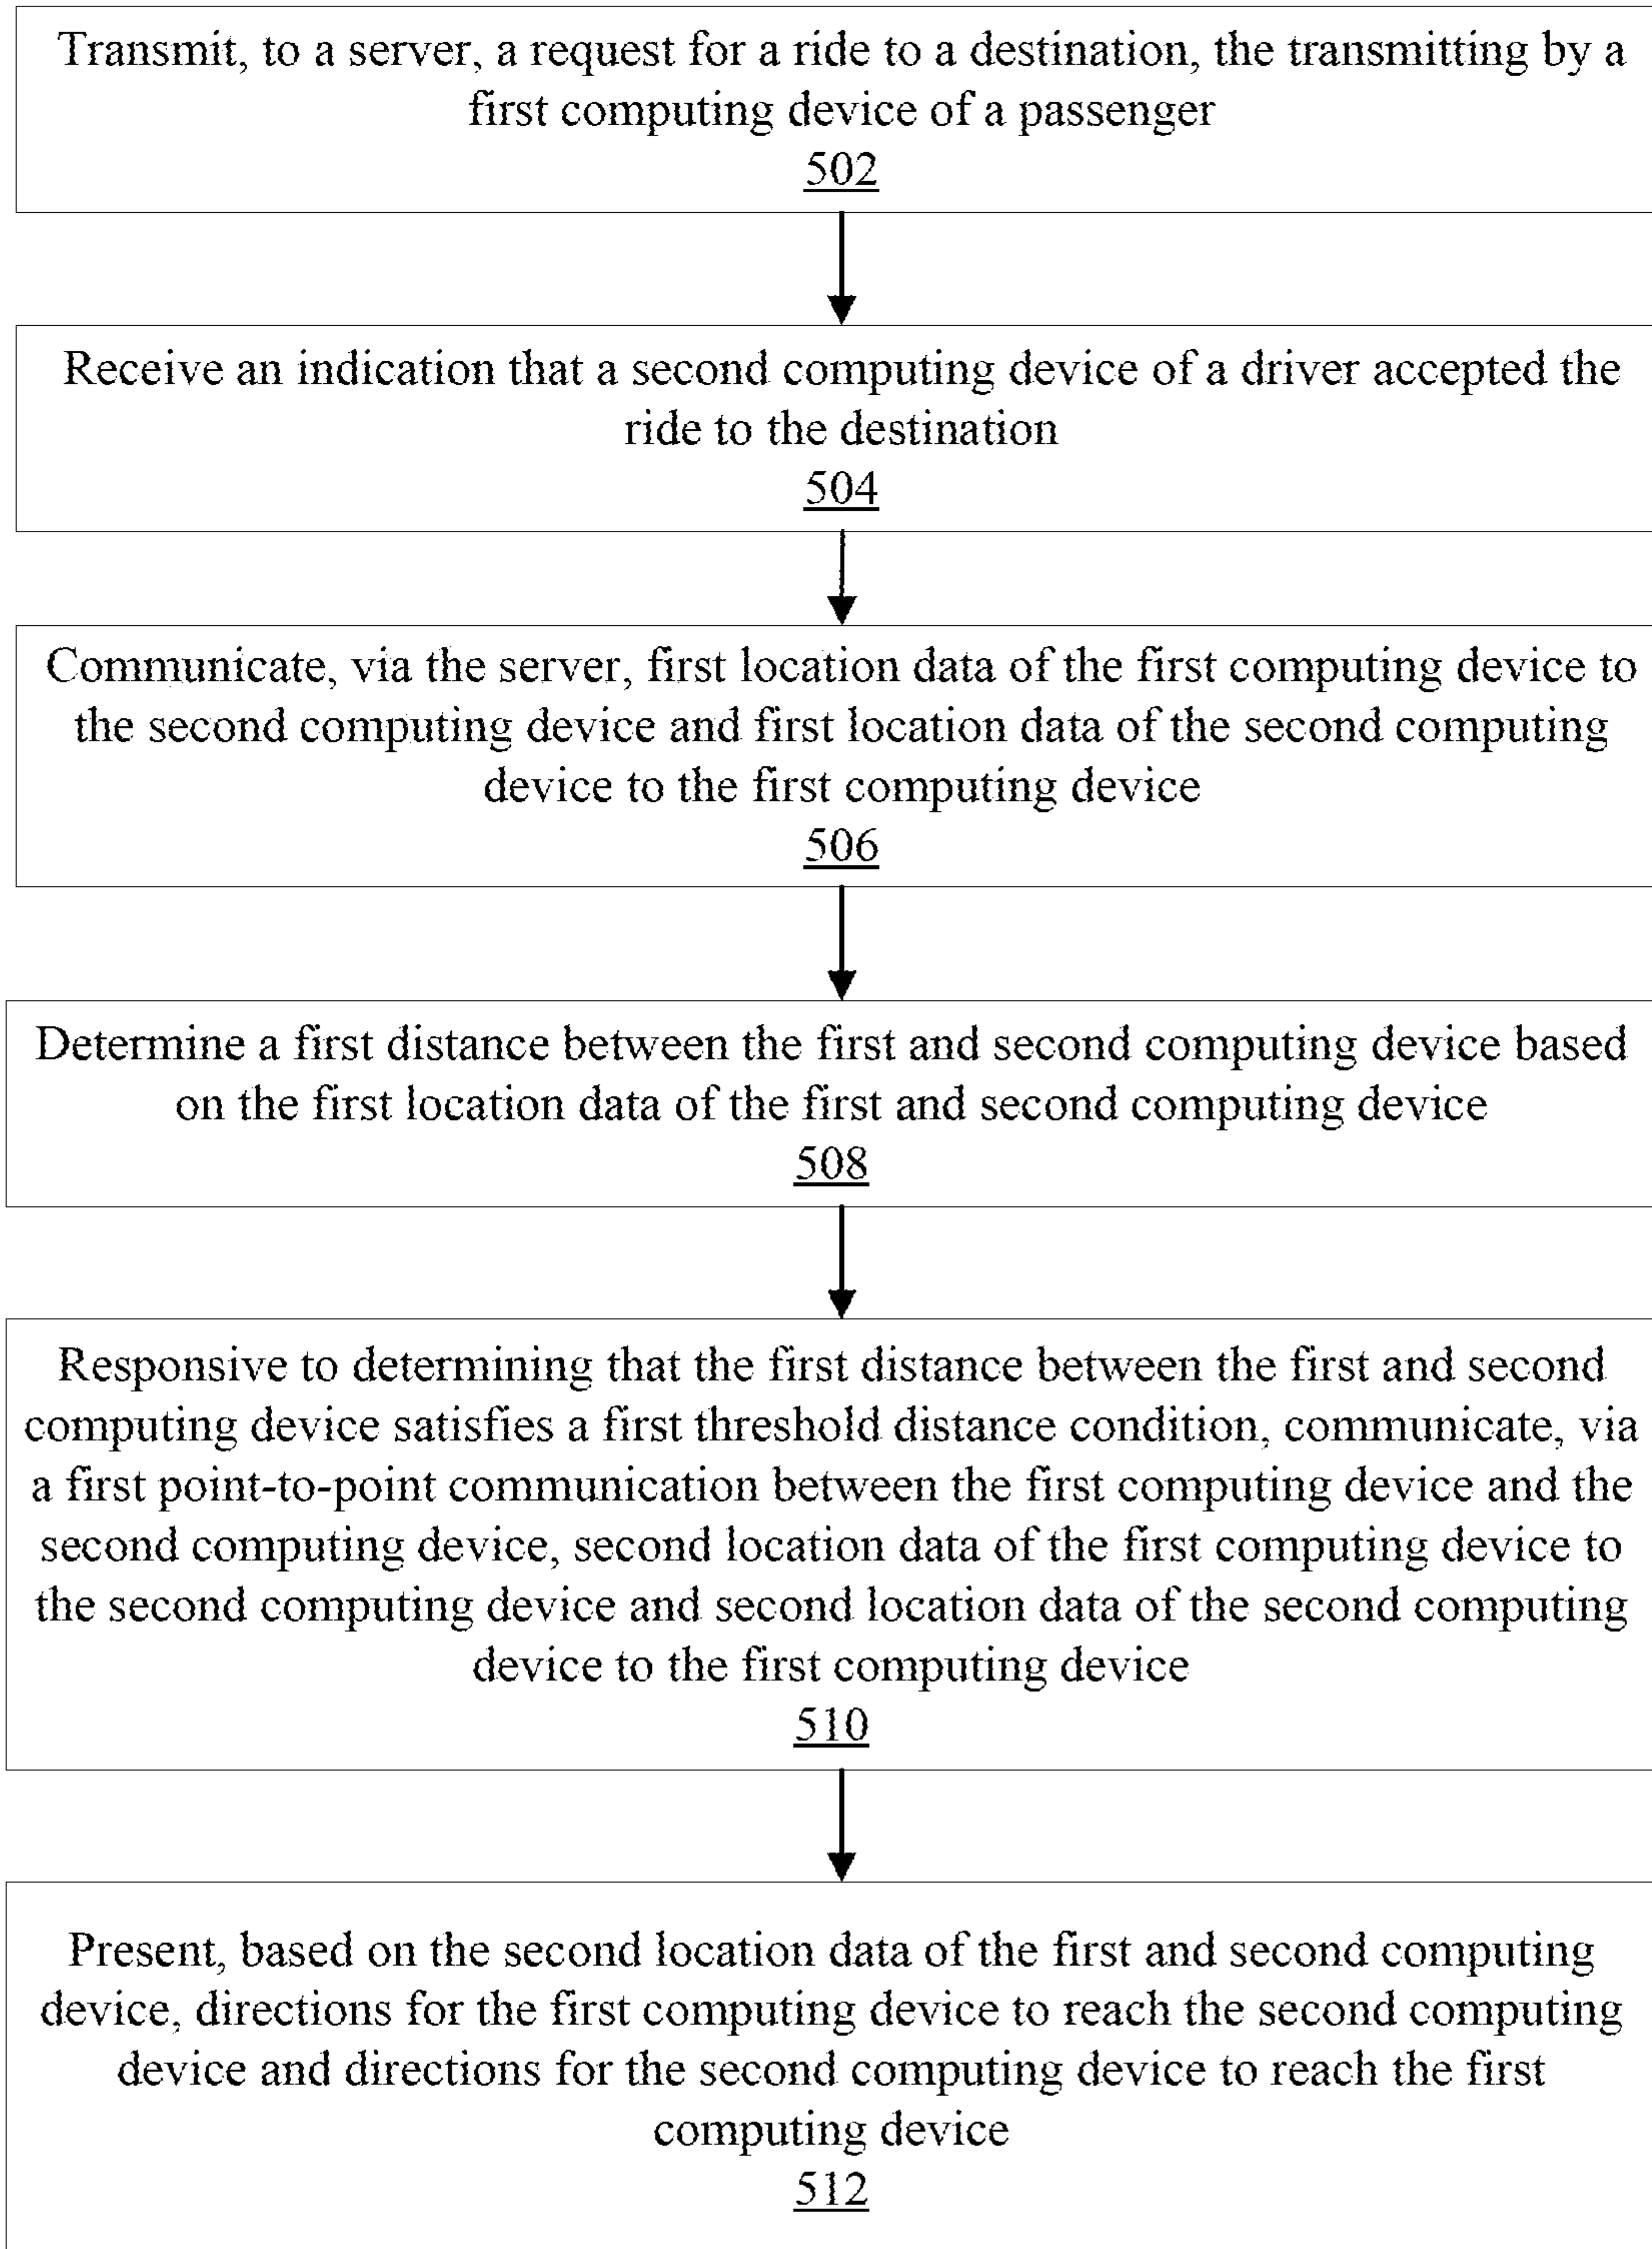 Transmit, to a server, a request for a ride to a destination, the transmitting by a
first computing device of a passenger
502
Receive an indication that a second computing device of a driver accepted the
ride to the destination
504
Communicate, via the server, first location data of the first computing device to
the second computing device and first location data of the second computing
device to the first computing device
506
Determine a first distance between the first and second computing device based
on the first location data of the first and second computing device
508
Responsive to determining that the first distance between the first and second
computing device satisfies a first threshold distance condition, communicate, via
a first point-to-point communication between the first computing device and the
second computing device, second location data of the first computing device to
the second computing device and second location data of the second computing
device to the first computing device
510
Present, based on the second location data of the first and second computing
device, directions for the first computing device to reach the second computing
device and directions for the second computing device to reach the first
computing device
512